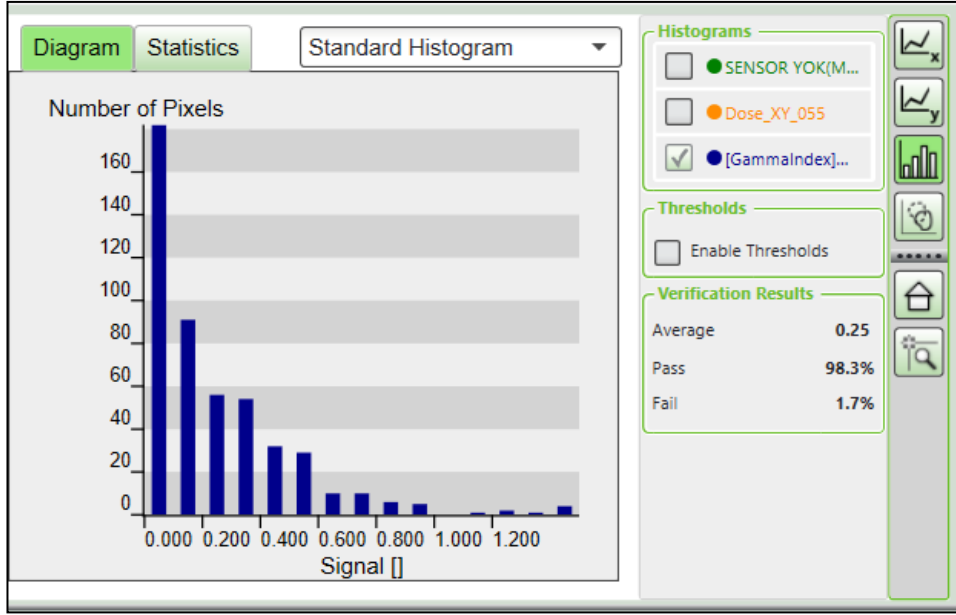 Diagram
Statistics
Standard Histogram
Number of Pixels
160
140
120
100
80
60
40
20
0
0.000 0.200 0.400 0.600 0.800 1.000 1.200
Signal []
Histograms
SENSOR YOK(M...
Dose_XY_055
[GammaIndex]...
Thresholds
Enable Thresholds
Verification Results
Average 0.25
Pass 98.3%
Fail 1.7%
x
y